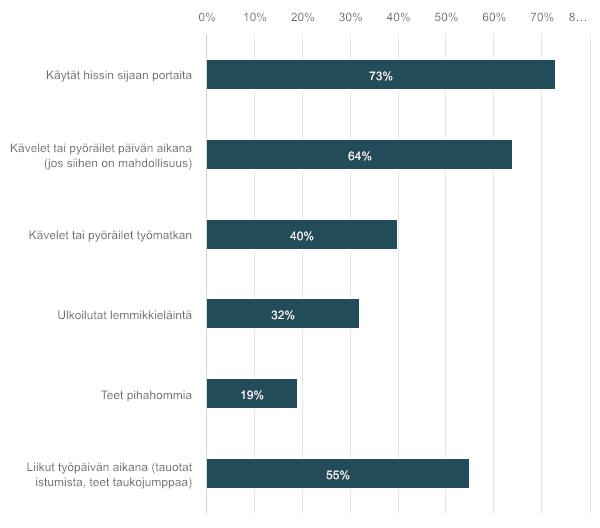 0% 10% 20% 30% 40% 50% 60% 70% 8...
Käytät hissin sijaan portaita
73%
Kävelet tai pyöräilet päivän aikana
(jos siihen on mahdollisuus)
64%
Kävelet tai pyöräilet työmatkan
40%
Ulkoilutat lemmikkieläintä
32%
Teet pihahommia
19%
Liikut työpäivän aikana (tauotat
istumista, teet taukojumppaa)
55%